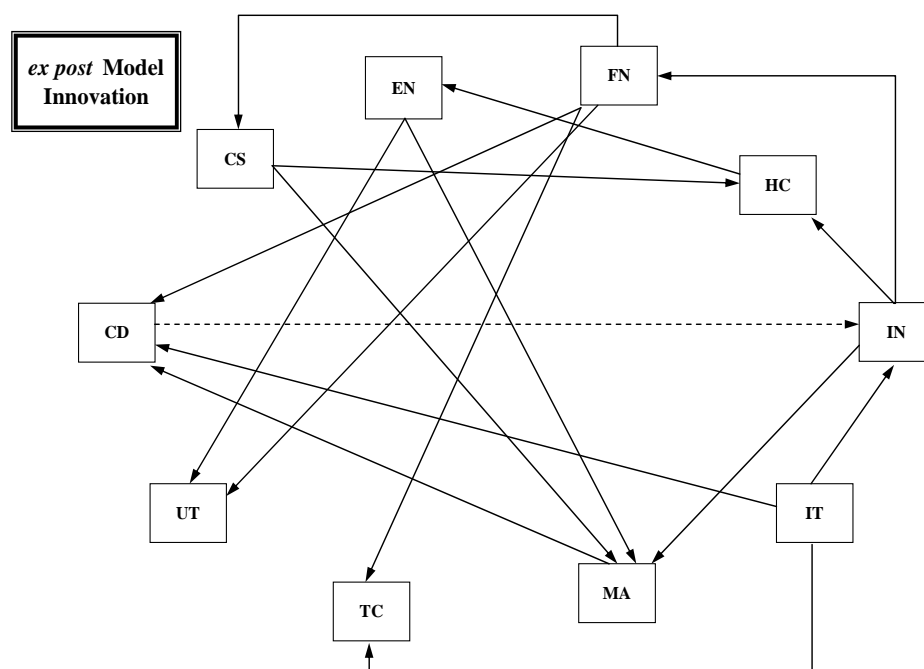 ex post Model
Innovation
FN
EN
CS
HC
CD
IN
UT
IT
TC
MA